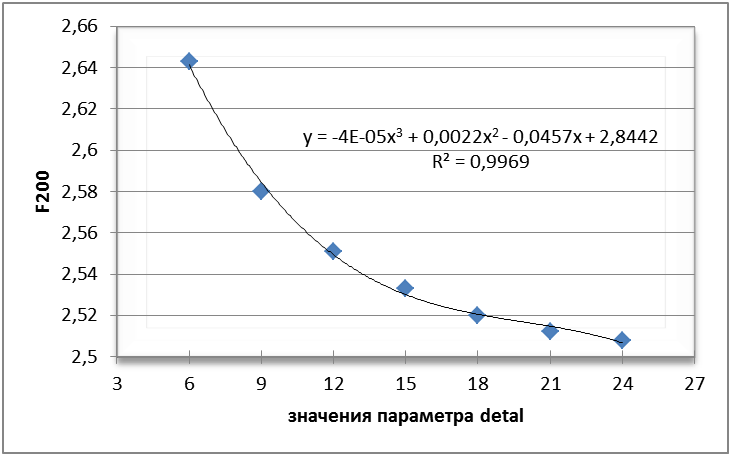 2,66
2,64
2,62
2,6
2,58
2,56
2,54
2,52
2,5
F200
y = -4E-05x³ + 0,0022x² - 0,0457x + 2,8442
R² = 0,9969
3 6 9 12 15 18 21 24 27
значения параметра detal